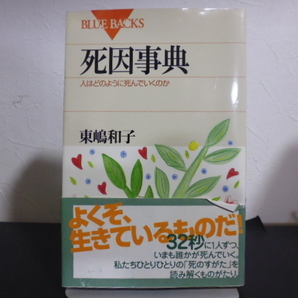 BLUE BACKS
死因事典
人はどのように死んでいくのか
東嶋和子
よくぞ、
生きているものだ!
32秒に1人ずつ、
いまも誰かが死んでいく。
私たちひとりひとりの「死のすがた」を
読み解くものがたり